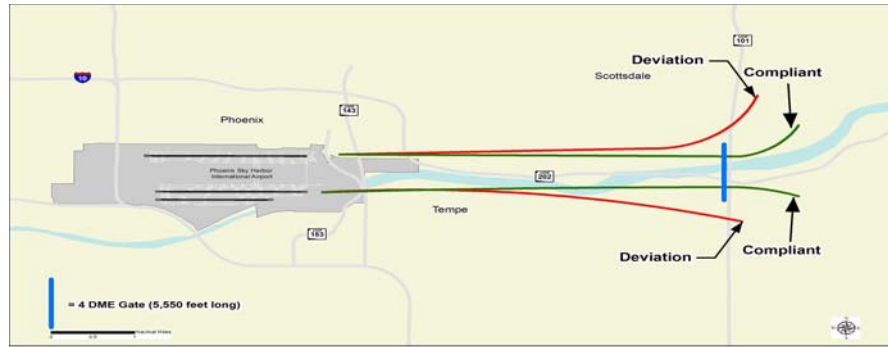 101
Deviation
Compliant
Scottsdale
10
143
Phoenix
Phoenix Sky Harbor
International Airport
202
Tempe
153
Deviation
Compliant
= 4 DME Gate (5,550 feet long)